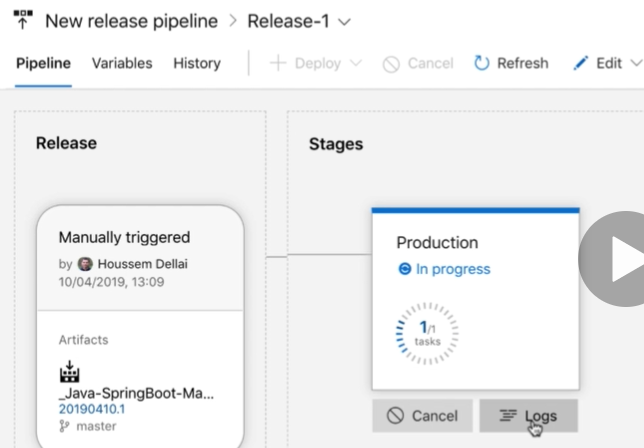 New release pipeline > Release-1
Pipeline Variables History + Deploy Cancel Refresh Edit
Release
Stages
Manually triggered
by Houssem Dellai
10/04/2019, 13:09
Artifacts
_Java-SpringBoot-Ma...
20190410.1
master
Production
In progress
1/1
tasks
Cancel
Logs